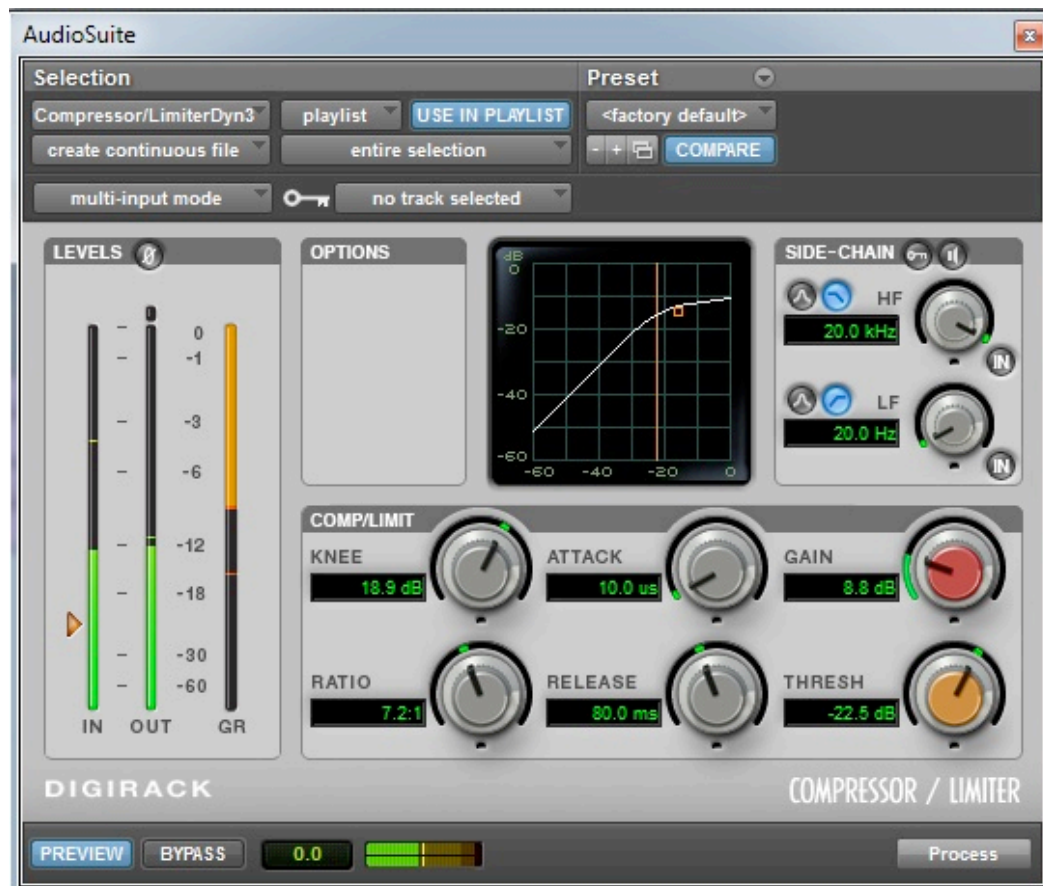 AudioSuite
x
Selection Preset
Compressor/LimiterDyn3 playlist USE IN PLAYLIST <factory default>
create continuous file entire selection - + COMPARE
multi-input mode no track selected
LEVELS Ø
0
-1
-3
-6
-12
-18
-30
-60
IN OUT GR
OPTIONS
dB
0
-20
-40
-60
-60 -40 -20 0
SIDE-CHAIN
HF
20.0 kHz
IN
LF
20.0 Hz
IN
COMP/LIMIT
KNEE ATTACK GAIN
18.9 dB 10.0 us 8.8 dB
RATIO RELEASE THRESH
7.2:1 80.0 ms -22.5 dB
DIGIRACK COMPRESSOR / LIMITER
PREVIEW BYPASS 0.0 Process